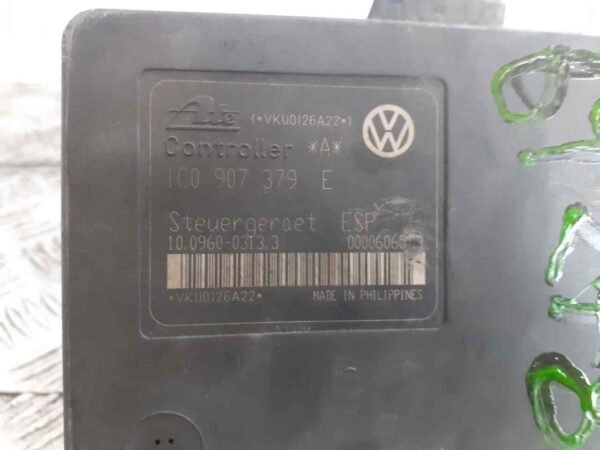 Ate (*VKU0126A22*)
Controller *A*
1C0 907 379 E
Steuergeraet ESP
10.0960-0313.3
*VKU0126A22* MADE IN PHILIPPINES